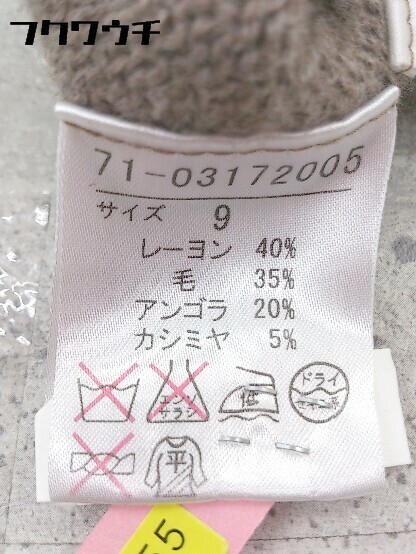 フクワウチ
71-03172005
サイズ 9
レーヨン 40%
毛 35%
アンゴラ 20%
カシミヤ 5%
エンソ
サラシ
低
ドライ
平
55